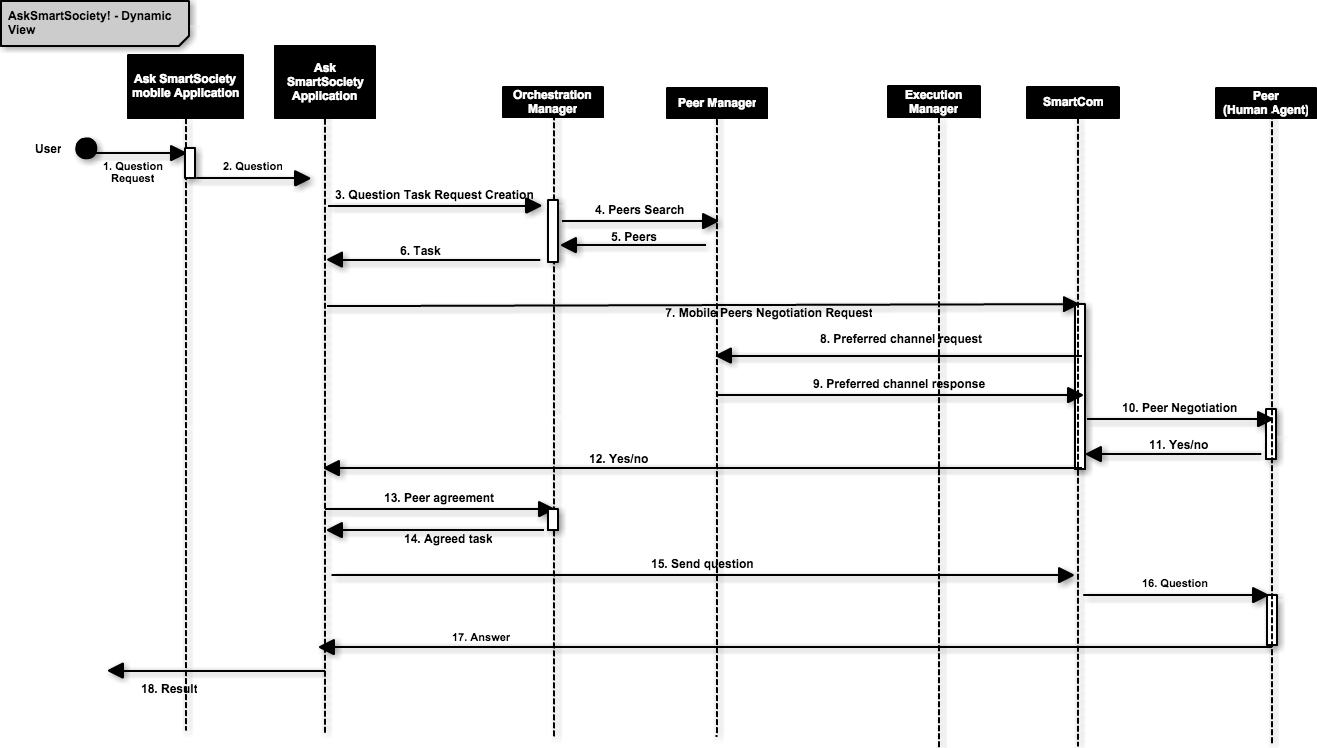 AskSmartSociety! - Dynamic
View
Ask SmartSociety
mobile Application
Ask
SmartSociety
Application
Orchestration
Manager
Peer Manager
Execution
Manager
SmartCom
Peer
(Human Agent)
User
1. Question
Request
2. Question
3. Question Task Request Creation
4. Peers Search
5. Peers
6. Task
7. Mobile Peers Negotiation Request
8. Preferred channel request
9. Preferred channel response
10. Peer Negotiation
11. Yes/no
12. Yes/no
13. Peer agreement
14. Agreed task
15. Send question
16. Question
17. Answer
18. Result